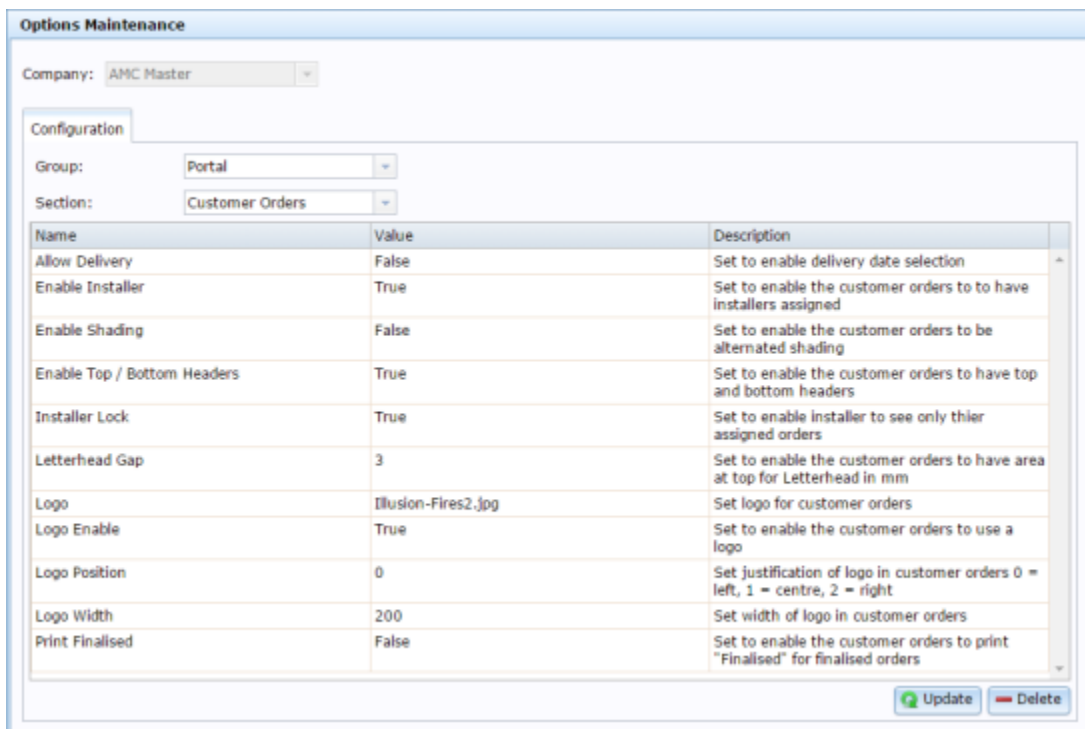 Options Maintenance
Company: AMC Master
Configuration
Group: Portal
Section: Customer Orders
Name Value Description
Allow Delivery False Set to enable delivery date selection
Enable Installer True Set to enable the customer orders to to have
installers assigned
Enable Shading False Set to enable the customer orders to be
alternated shading
Enable Top / Bottom Headers True Set to enable the customer orders to have top
and bottom headers
Installer Lock True Set to enable installer to see only thier
assigned orders
Letterhead Gap 3 Set to enable the customer orders to have area
at top for Letterhead in mm
Logo Illusion-Fires2.jpg Set logo for customer orders
Logo Enable True Set to enable the customer orders to use a
logo
Logo Position 0 Set justification of logo in customer orders 0 =
left, 1 = centre, 2 = right
Logo Width 200 Set width of logo in customer orders
Print Finalised False Set to enable the customer orders to print
"Finalised" for finalised orders
Update Delete